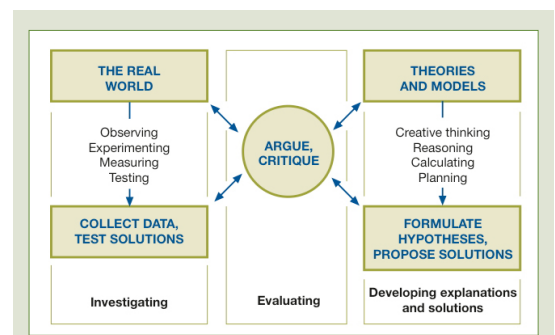 THE REAL
WORLD
Observing
Experimenting
Measuring
Testing
COLLECT DATA,
TEST SOLUTIONS
Investigating
ARGUE,
CRITIQUE
Evaluating
THEORIES
AND MODELS
Creative thinking
Reasoning
Calculating
Planning
FORMULATE
HYPOTHESES,
PROPOSE SOLUTIONS
Developing explanations
and solutions